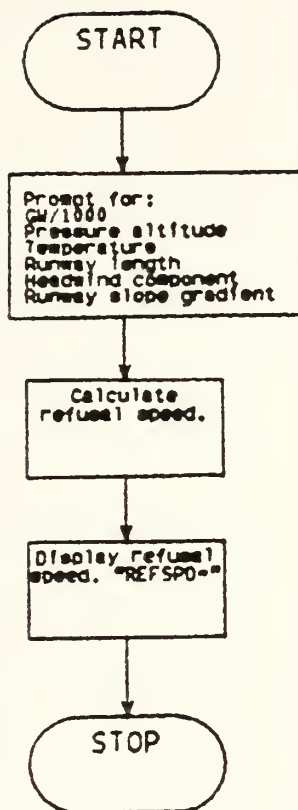 START
Prompt for:
GW/1000
Pressure altitude
Temperature
Runway length
Headwind component
Runway slope gradient
Calculate
refusal speed.
Display refusal
speed. "REFSPD="
STOP